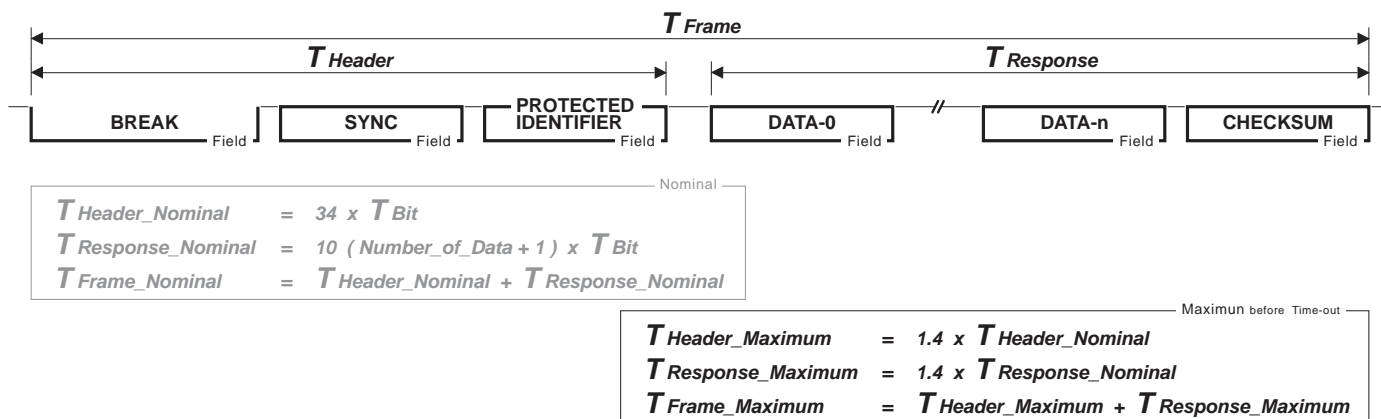 T Frame
T Header T Response
BREAK Field SYNC Field PROTECTED IDENTIFIER Field DATA-0 Field // DATA-n Field CHECKSUM Field
Nominal
T Header_Nominal = 34 x T Bit
T Response_Nominal = 10 ( Number_of_Data + 1 ) x T Bit
T Frame_Nominal = T Header_Nominal + T Response_Nominal
Maximun before Time-out
T Header_Maximum = 1.4 x T Header_Nominal
T Response_Maximum = 1.4 x T Response_Nominal
T Frame_Maximum = T Header_Maximum + T Response_Maximum